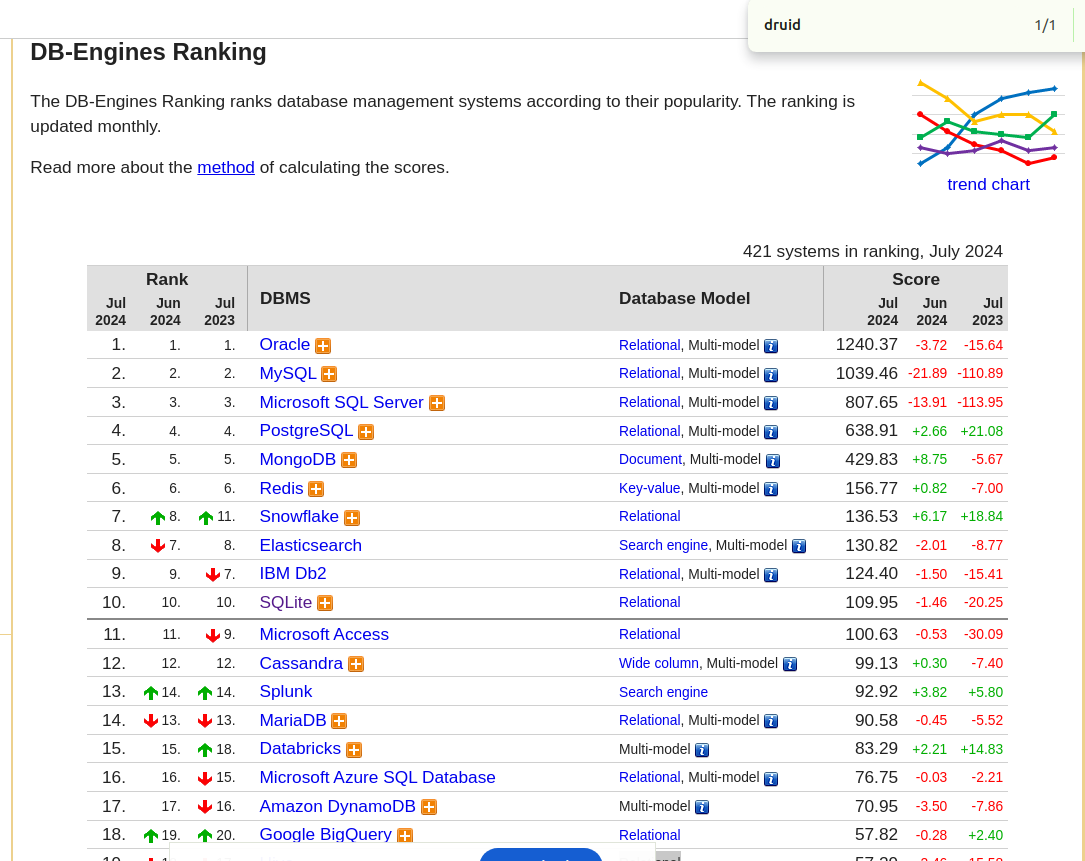 druid 1/1
DB-Engines Ranking
The DB-Engines Ranking ranks database management systems according to their popularity. The ranking is
updated monthly.
Read more about the method of calculating the scores.
trend chart
421 systems in ranking, July 2024
Rank DBMS Database Model Score
Jul 2024 Jun 2024 Jul 2023 Jul 2024 Jun 2024 Jul 2023
1. 1. 1. Oracle Relational, Multi-model 1240.37 -3.72 -15.64
2. 2. 2. MySQL Relational, Multi-model 1039.46 -21.89 -110.89
3. 3. 3. Microsoft SQL Server Relational, Multi-model 807.65 -13.91 -113.95
4. 4. 4. PostgreSQL Relational, Multi-model 638.91 +2.66 +21.08
5. 5. 5. MongoDB Document, Multi-model 429.83 +8.75 -5.67
6. 6. 6. Redis Key-value, Multi-model 156.77 +0.82 -7.00
7. 8. 11. Snowflake Relational 136.53 +6.17 +18.84
8. 7. 8. Elasticsearch Search engine, Multi-model 130.82 -2.01 -8.77
9. 9. 7. IBM Db2 Relational, Multi-model 124.40 -1.50 -15.41
10. 10. 10. SQLite Relational 109.95 -1.46 -20.25
11. 11. 9. Microsoft Access Relational 100.63 -0.53 -30.09
12. 12. 12. Cassandra Wide column, Multi-model 99.13 +0.30 -7.40
13. 14. 14. Splunk Search engine 92.92 +3.82 +5.80
14. 13. 13. MariaDB Relational, Multi-model 90.58 -0.45 -5.52
15. 15. 18. Databricks Multi-model 83.29 +2.21 +14.83
16. 16. 15. Microsoft Azure SQL Database Relational, Multi-model 76.75 -0.03 -2.21
17. 17. 16. Amazon DynamoDB Multi-model 70.95 -3.50 -7.86
18. 19. 20. Google BigQuery Relational 57.82 -0.28 +2.40